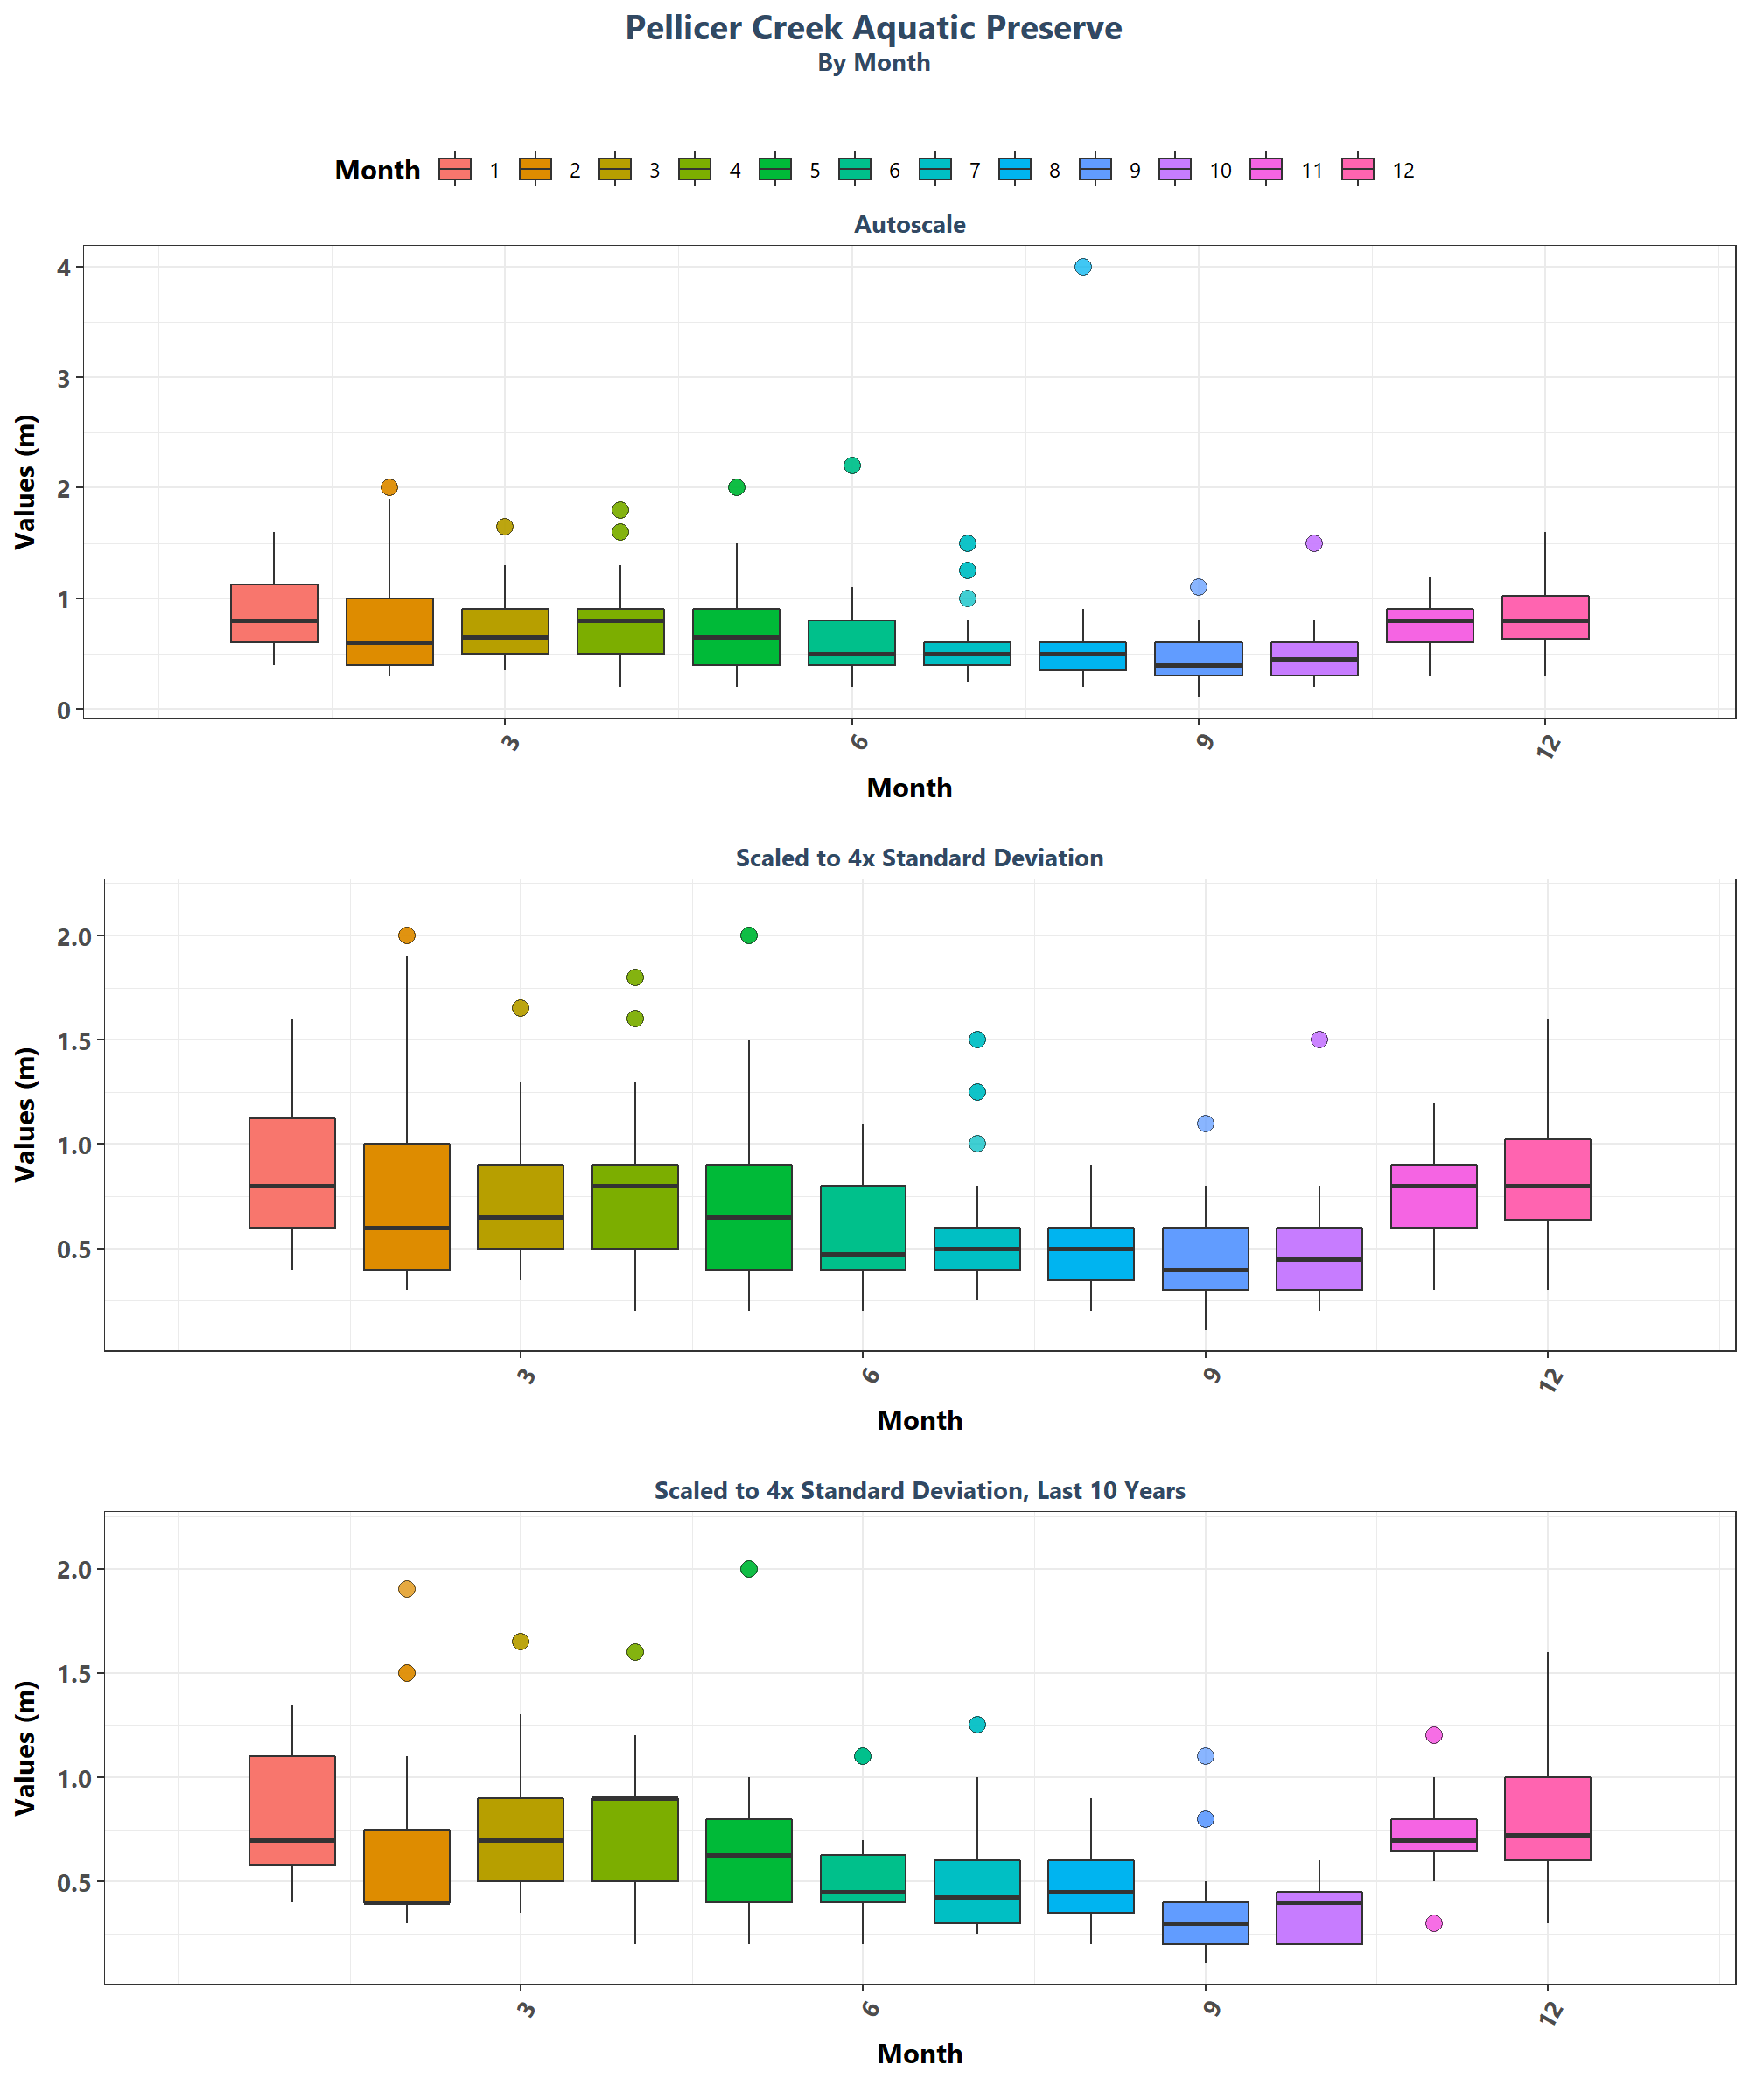 Pellicer Creek Aquatic Preserve
By Month
Month 1 2 3 4 5 6 7 8 9 10 11 12
Autoscale
Values (m)
4
3
2
1
0
3 6 9 12
Month
Scaled to 4x Standard Deviation
Values (m)
2.0
1.5
1.0
0.5
3 6 9 12
Month
Scaled to 4x Standard Deviation, Last 10 Years
Values (m)
2.0
1.5
1.0
0.5
3 6 9 12
Month